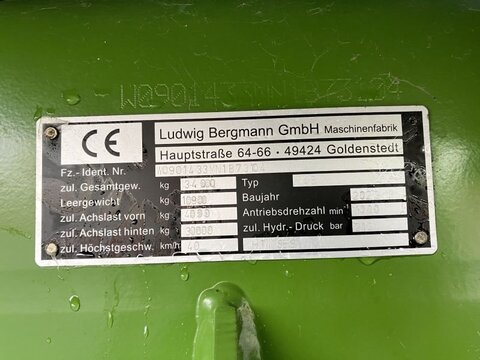 CE
Ludwig Bergmann GmbH Maschinenfabrik
Hauptstraße 64-66 · 49424 Goldenstedt
Fz.- Ident. Nr.
zul. Gesamtgew. kg 34000 Typ
Leergewicht kg 10900 Baujahr
zul. Achslast vorn kg 4000 Antriebsdrehzahl min
zul. Achslast hinten kg 30000 zul. Hydr.- Druck bar
zul. Höchstgeschw. km/h 40